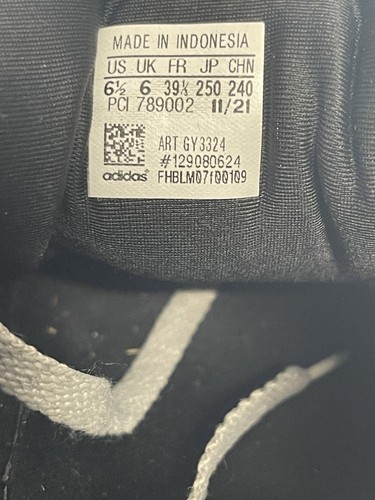 MADE IN INDONESIA
US UK FR JP CHN
6½ 6 39⅓ 250 240
PCI 789002 11/21
ART GY3324
#129080624
adidas® FHBLM07100109